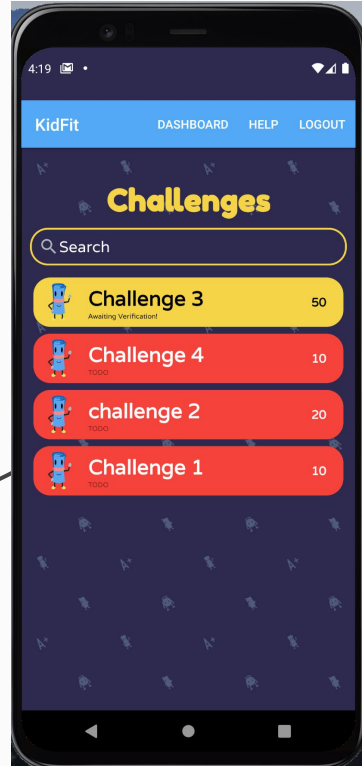 4:19
KidFit DASHBOARD HELP LOGOUT
Challenges
Search
Challenge 3 50
Awaiting Verification!
Challenge 4 10
TODO
challenge 2 20
TODO
Challenge 1 10
TODO